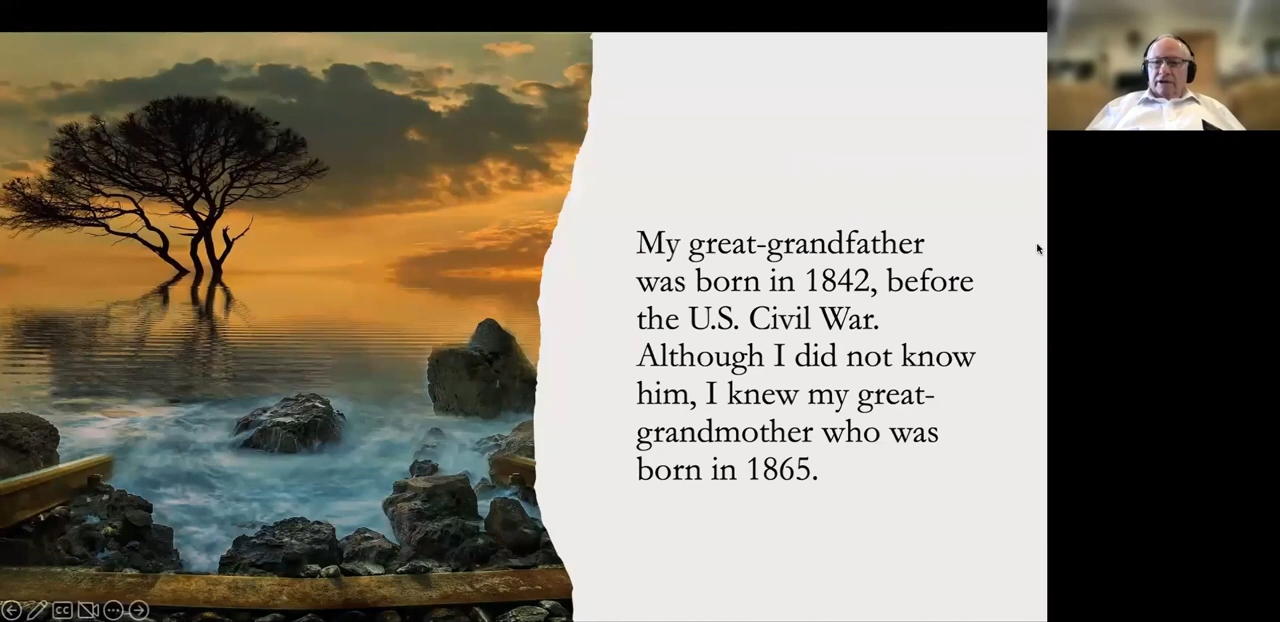 My great-grandfather
was born in 1842, before
the U.S. Civil War.
Although I did not know
him, I knew my great-
grandmother who was
born in 1865.
CC